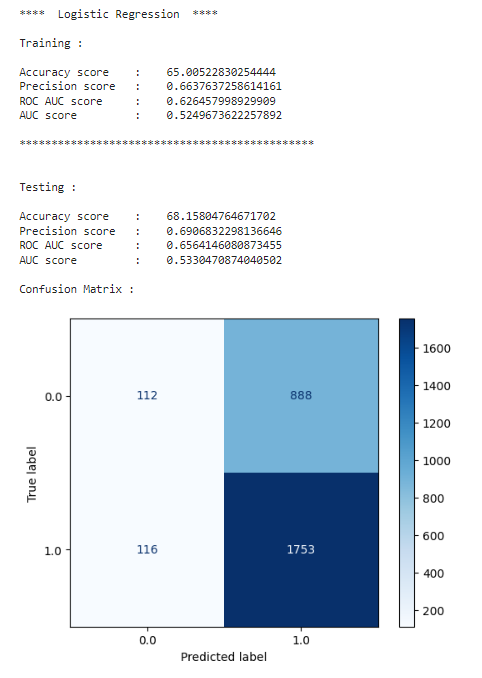 ****  Logistic Regression  ****
Training :
Accuracy score    :    65.00522830254444
Precision score   :    0.6637637258614161
ROC AUC score     :    0.626457998929909
AUC score         :    0.5249673622257892
**********************************************
Testing :
Accuracy score    :    68.15804764671702
Precision score   :    0.6906832298136646
ROC AUC score     :    0.6564146080873455
AUC score         :    0.5330470874040502
Confusion Matrix :
1600
1400
0.0 112 888
1200
1000
True label
800
1.0 116 1753
600
400
200
0.0 1.0
Predicted label